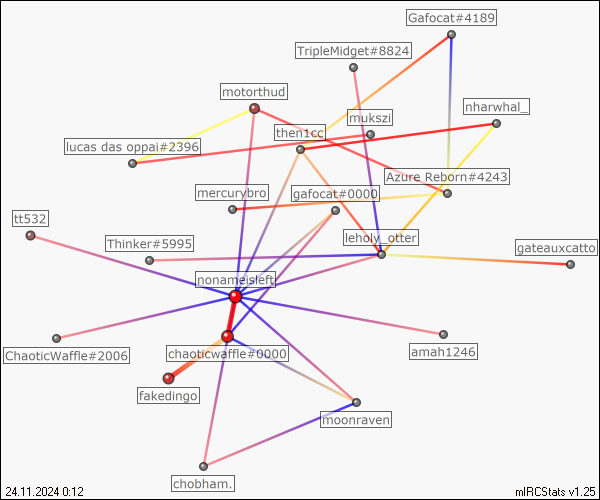 Gafocat#4189
TripleMidget#8824
motorthud
nharwhal_
mukszi
then1cc
lucas das oppai#2396
Azure Reborn#4243
mercurybro
gafocat#0000
tt532
leholy_otter
Thinker#5995
gateauxcatto
nonameisleft
ChaoticWaffle#2006
chaoticwaffle#0000
amah1246
fakedingo
moonraven
chobham.
24.11.2024 0:12
mIRCStats v1.25